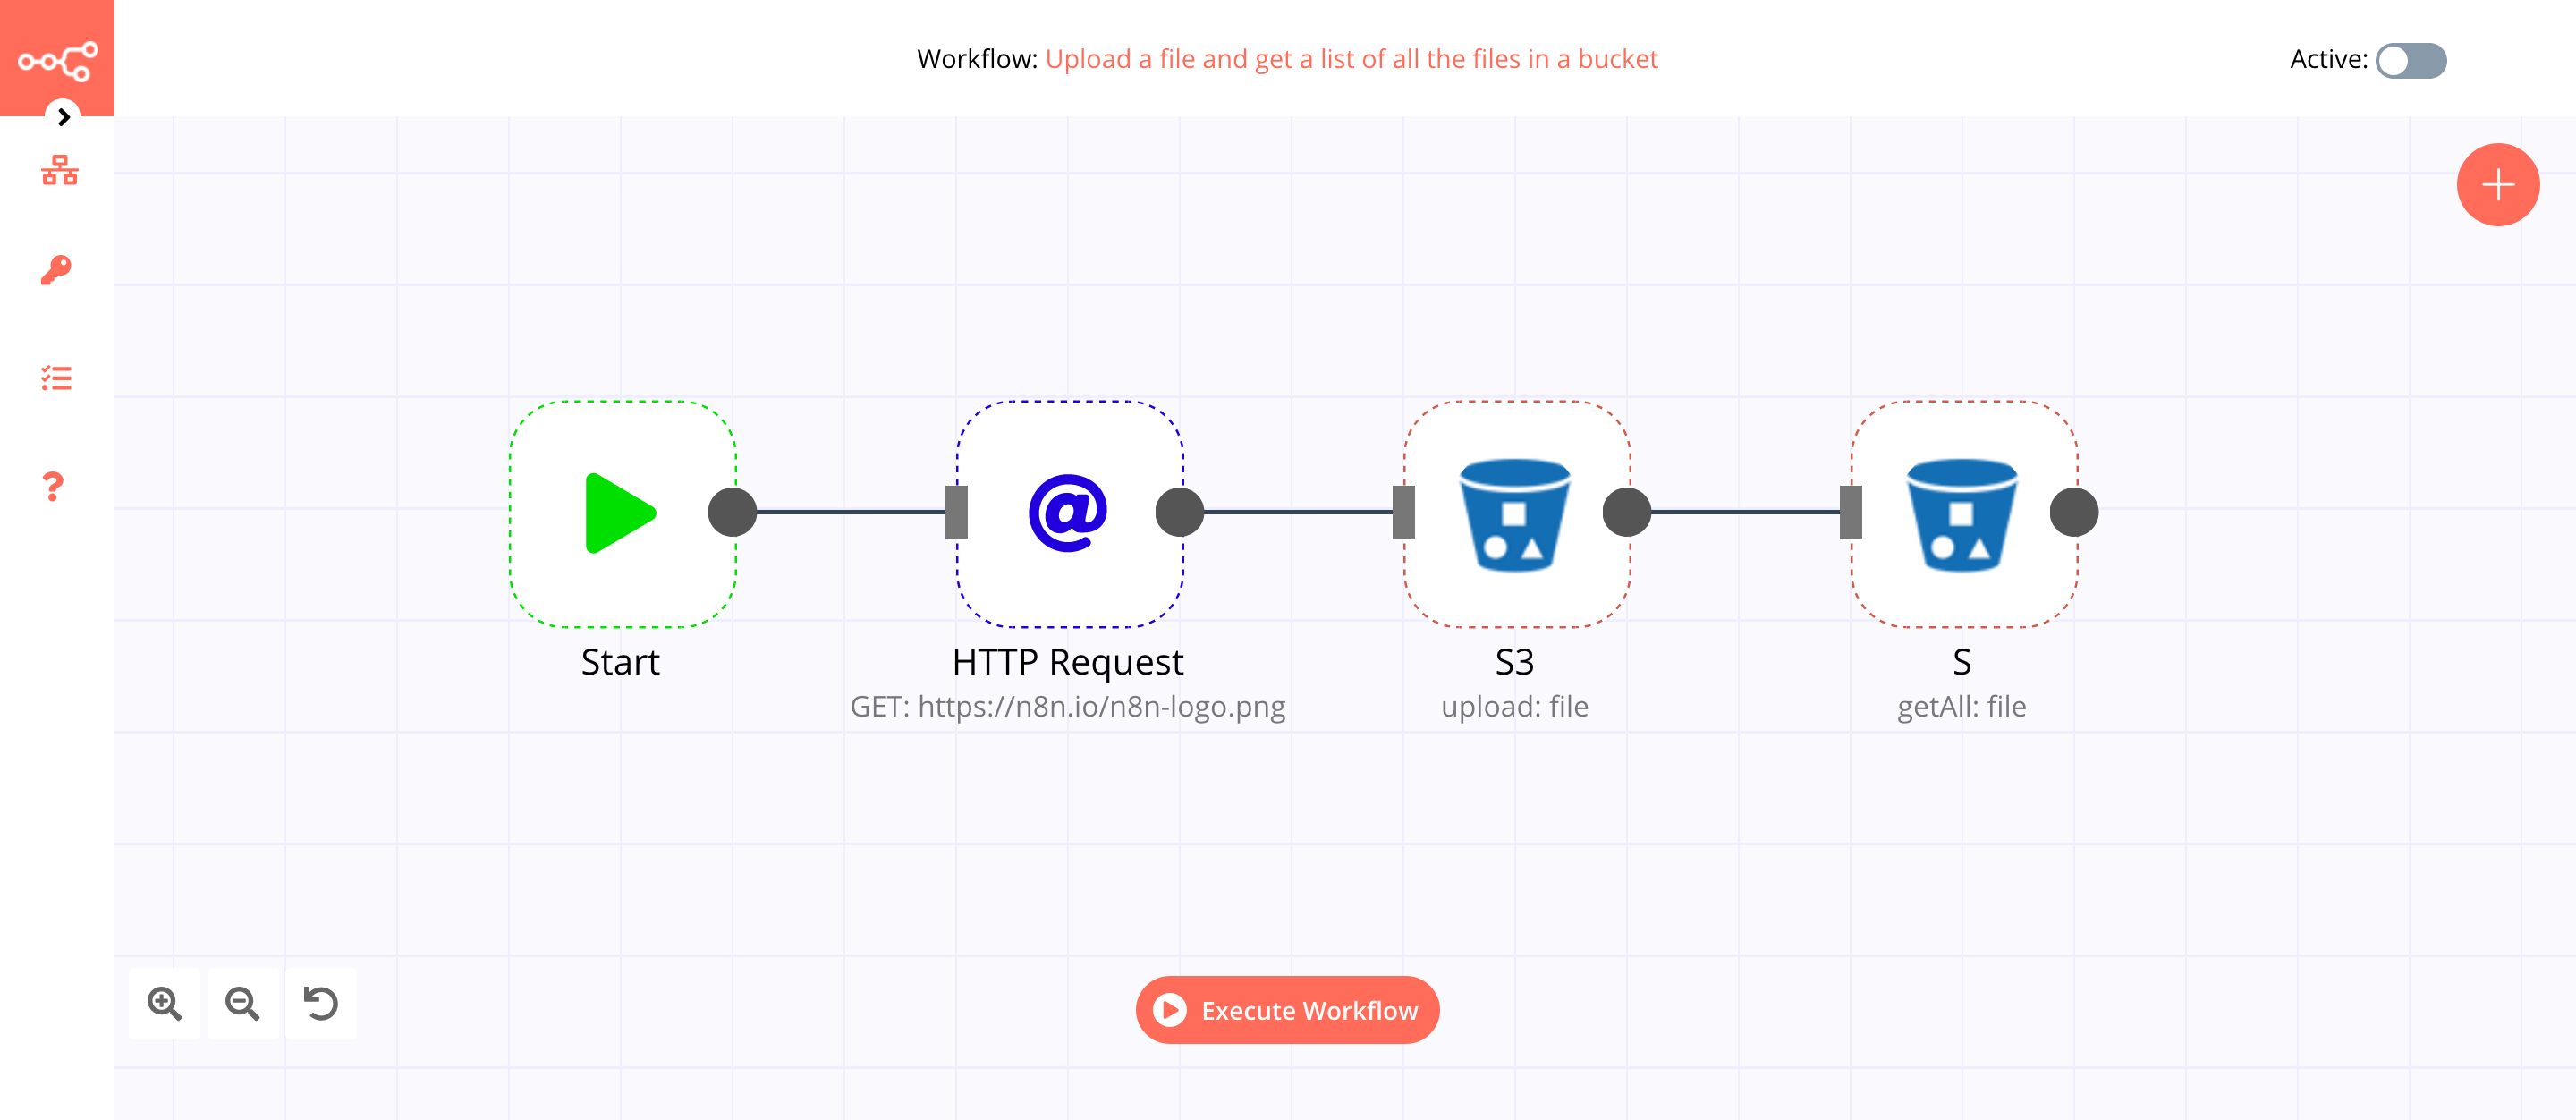 Workflow: Upload a file and get a list of all the files in a bucket
Active:
Start
HTTP Request
GET: https://n8n.io/n8n-logo.png
S3
upload: file
S
getAll: file
Execute Workflow